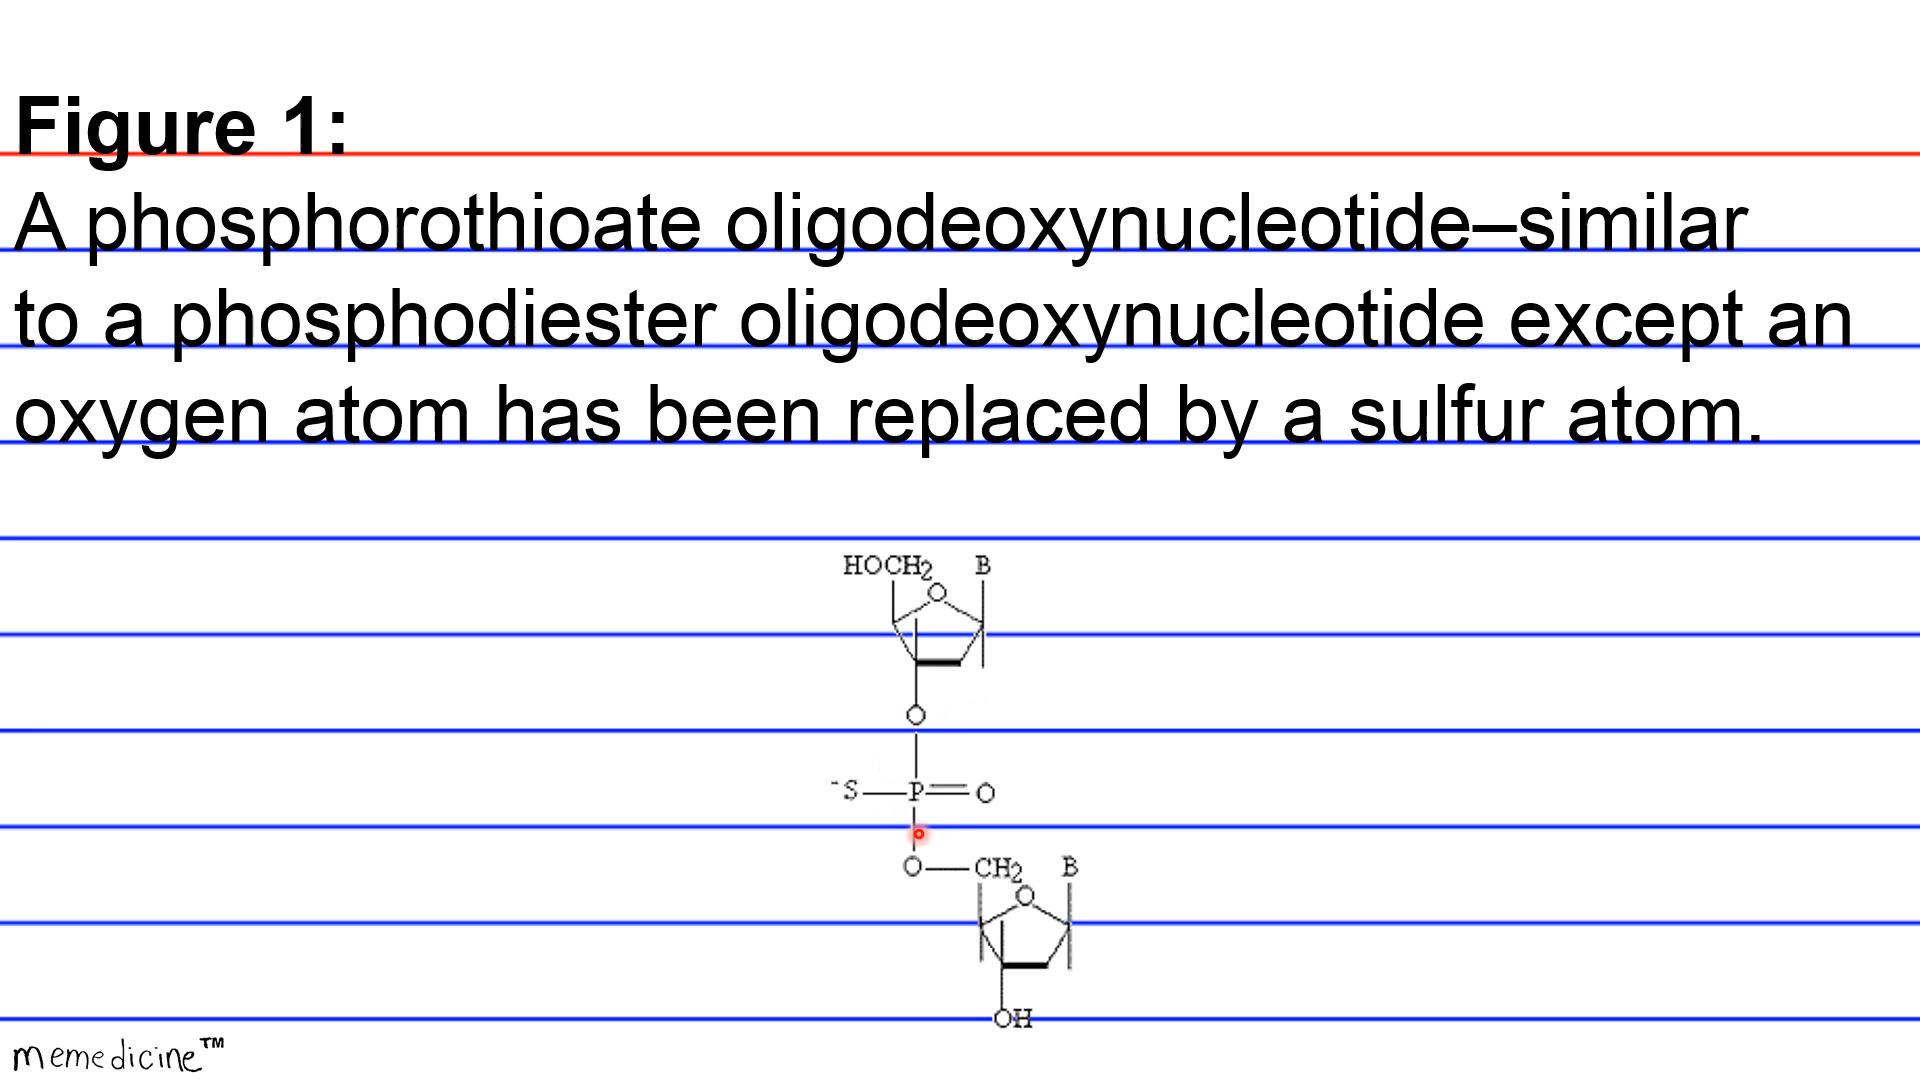 Figure 1:
A phosphorothioate oligodeoxynucleotide–similar
to a phosphodiester oligodeoxynucleotide except an
oxygen atom has been replaced by a sulfur atom.
HOCH2 B
O
O
-S P O
O CH2 B
O
OH
memedicine™